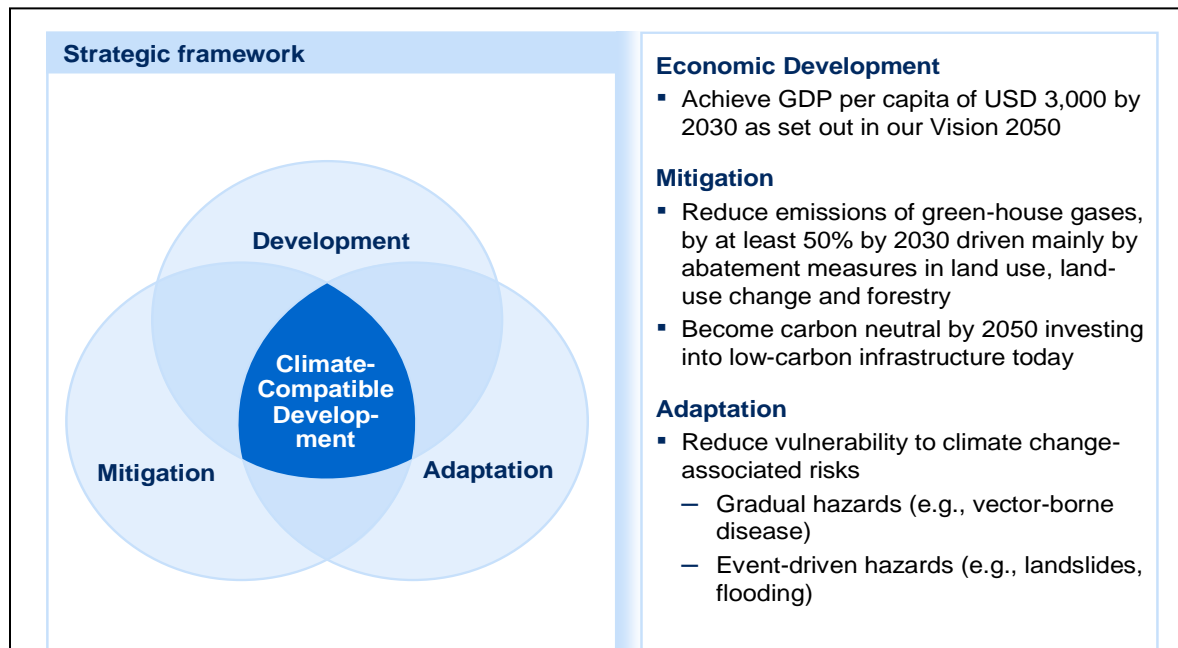 Strategic framework
Development
Climate-
Compatible
Develop-
ment
Mitigation
Adaptation
Economic Development
▪ Achieve GDP per capita of USD 3,000 by
2030 as set out in our Vision 2050
Mitigation
▪ Reduce emissions of green-house gases,
by at least 50% by 2030 driven mainly by
abatement measures in land use, land-
use change and forestry
▪ Become carbon neutral by 2050 investing
into low-carbon infrastructure today
Adaptation
▪ Reduce vulnerability to climate change-
associated risks
– Gradual hazards (e.g., vector-borne
disease)
– Event-driven hazards (e.g., landslides,
flooding)